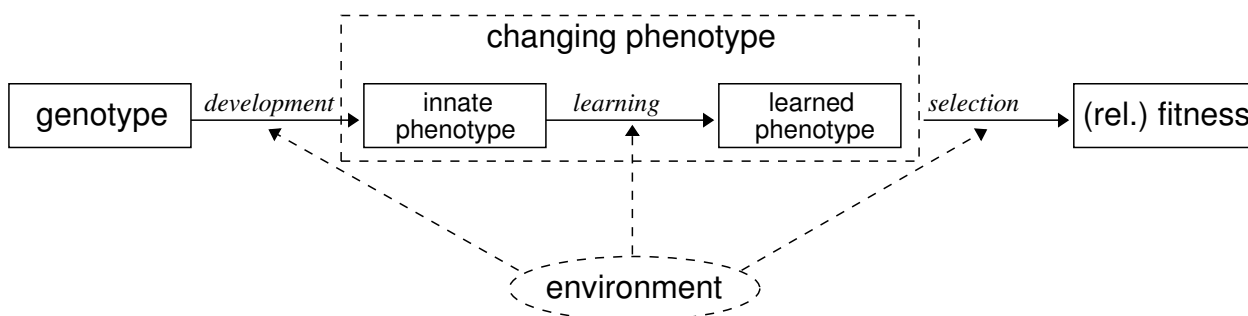 changing phenotype
genotype
development
innate
phenotype
learning
learned
phenotype
selection
(rel.) fitness
environment